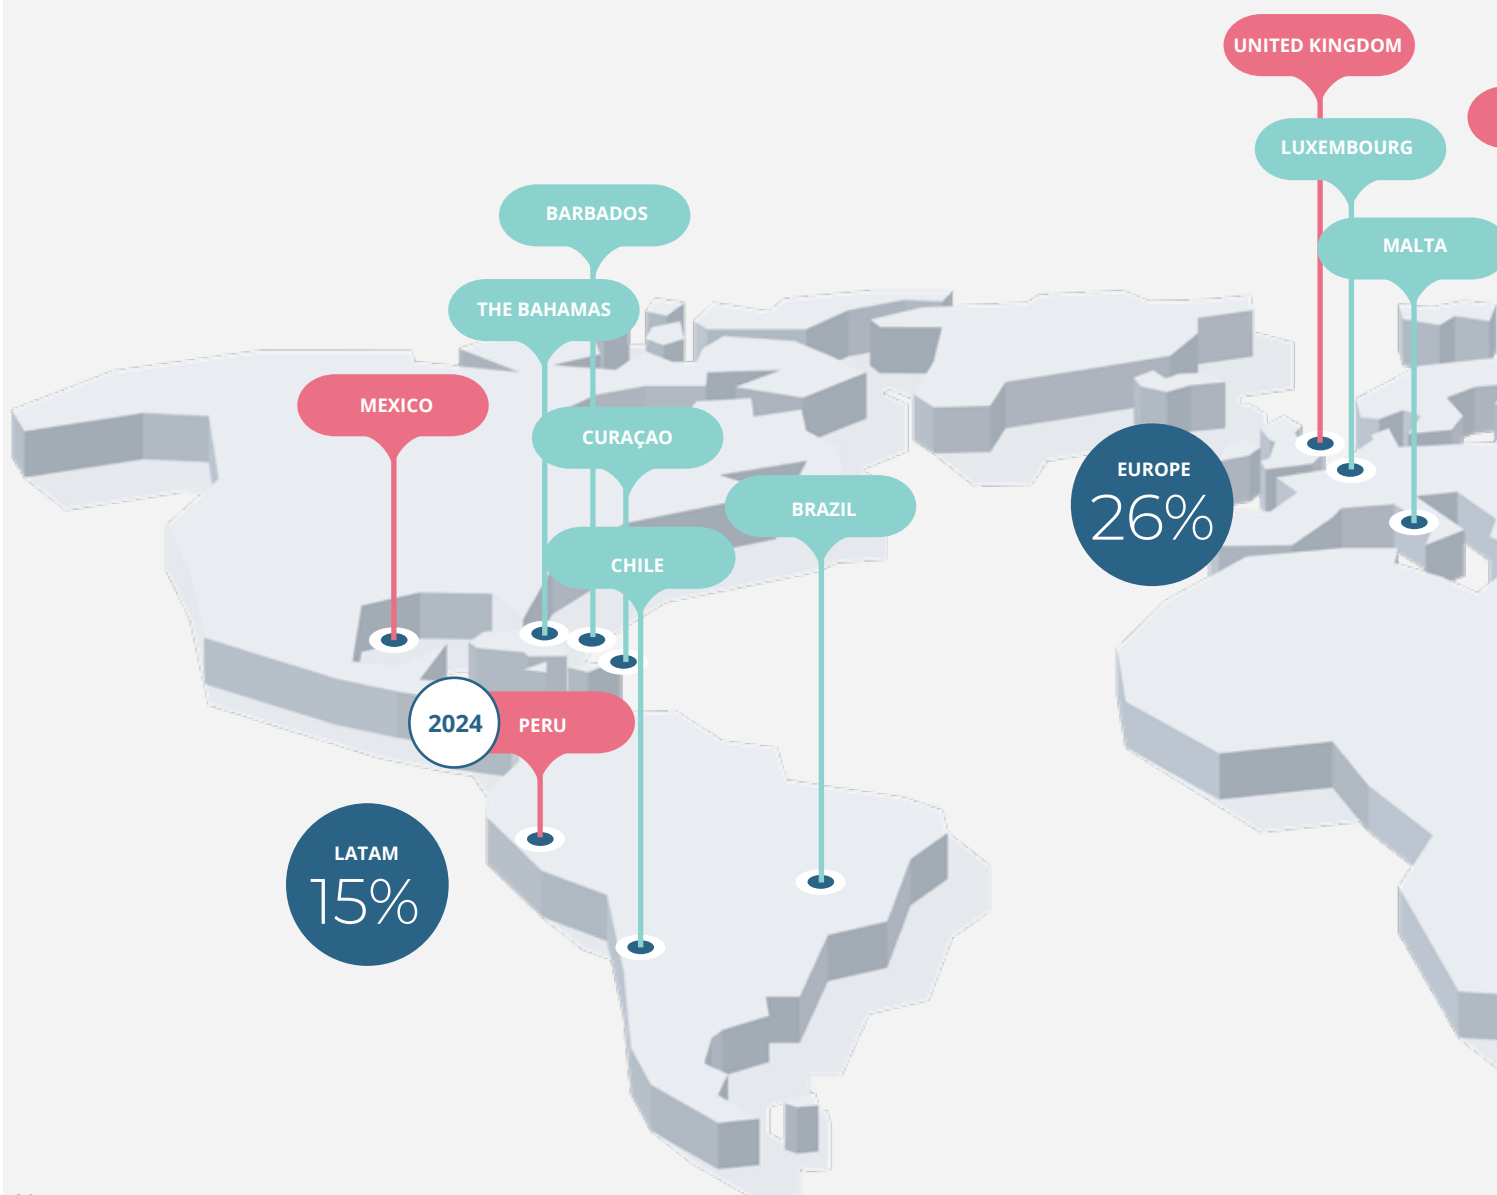 UNITED KINGDOM
LUXEMBOURG
BARBADOS
MALTA
THE BAHAMAS
MEXICO
CURAÇAO
EUROPE
26%
BRAZIL
CHILE
2024
PERU
LATAM
15%